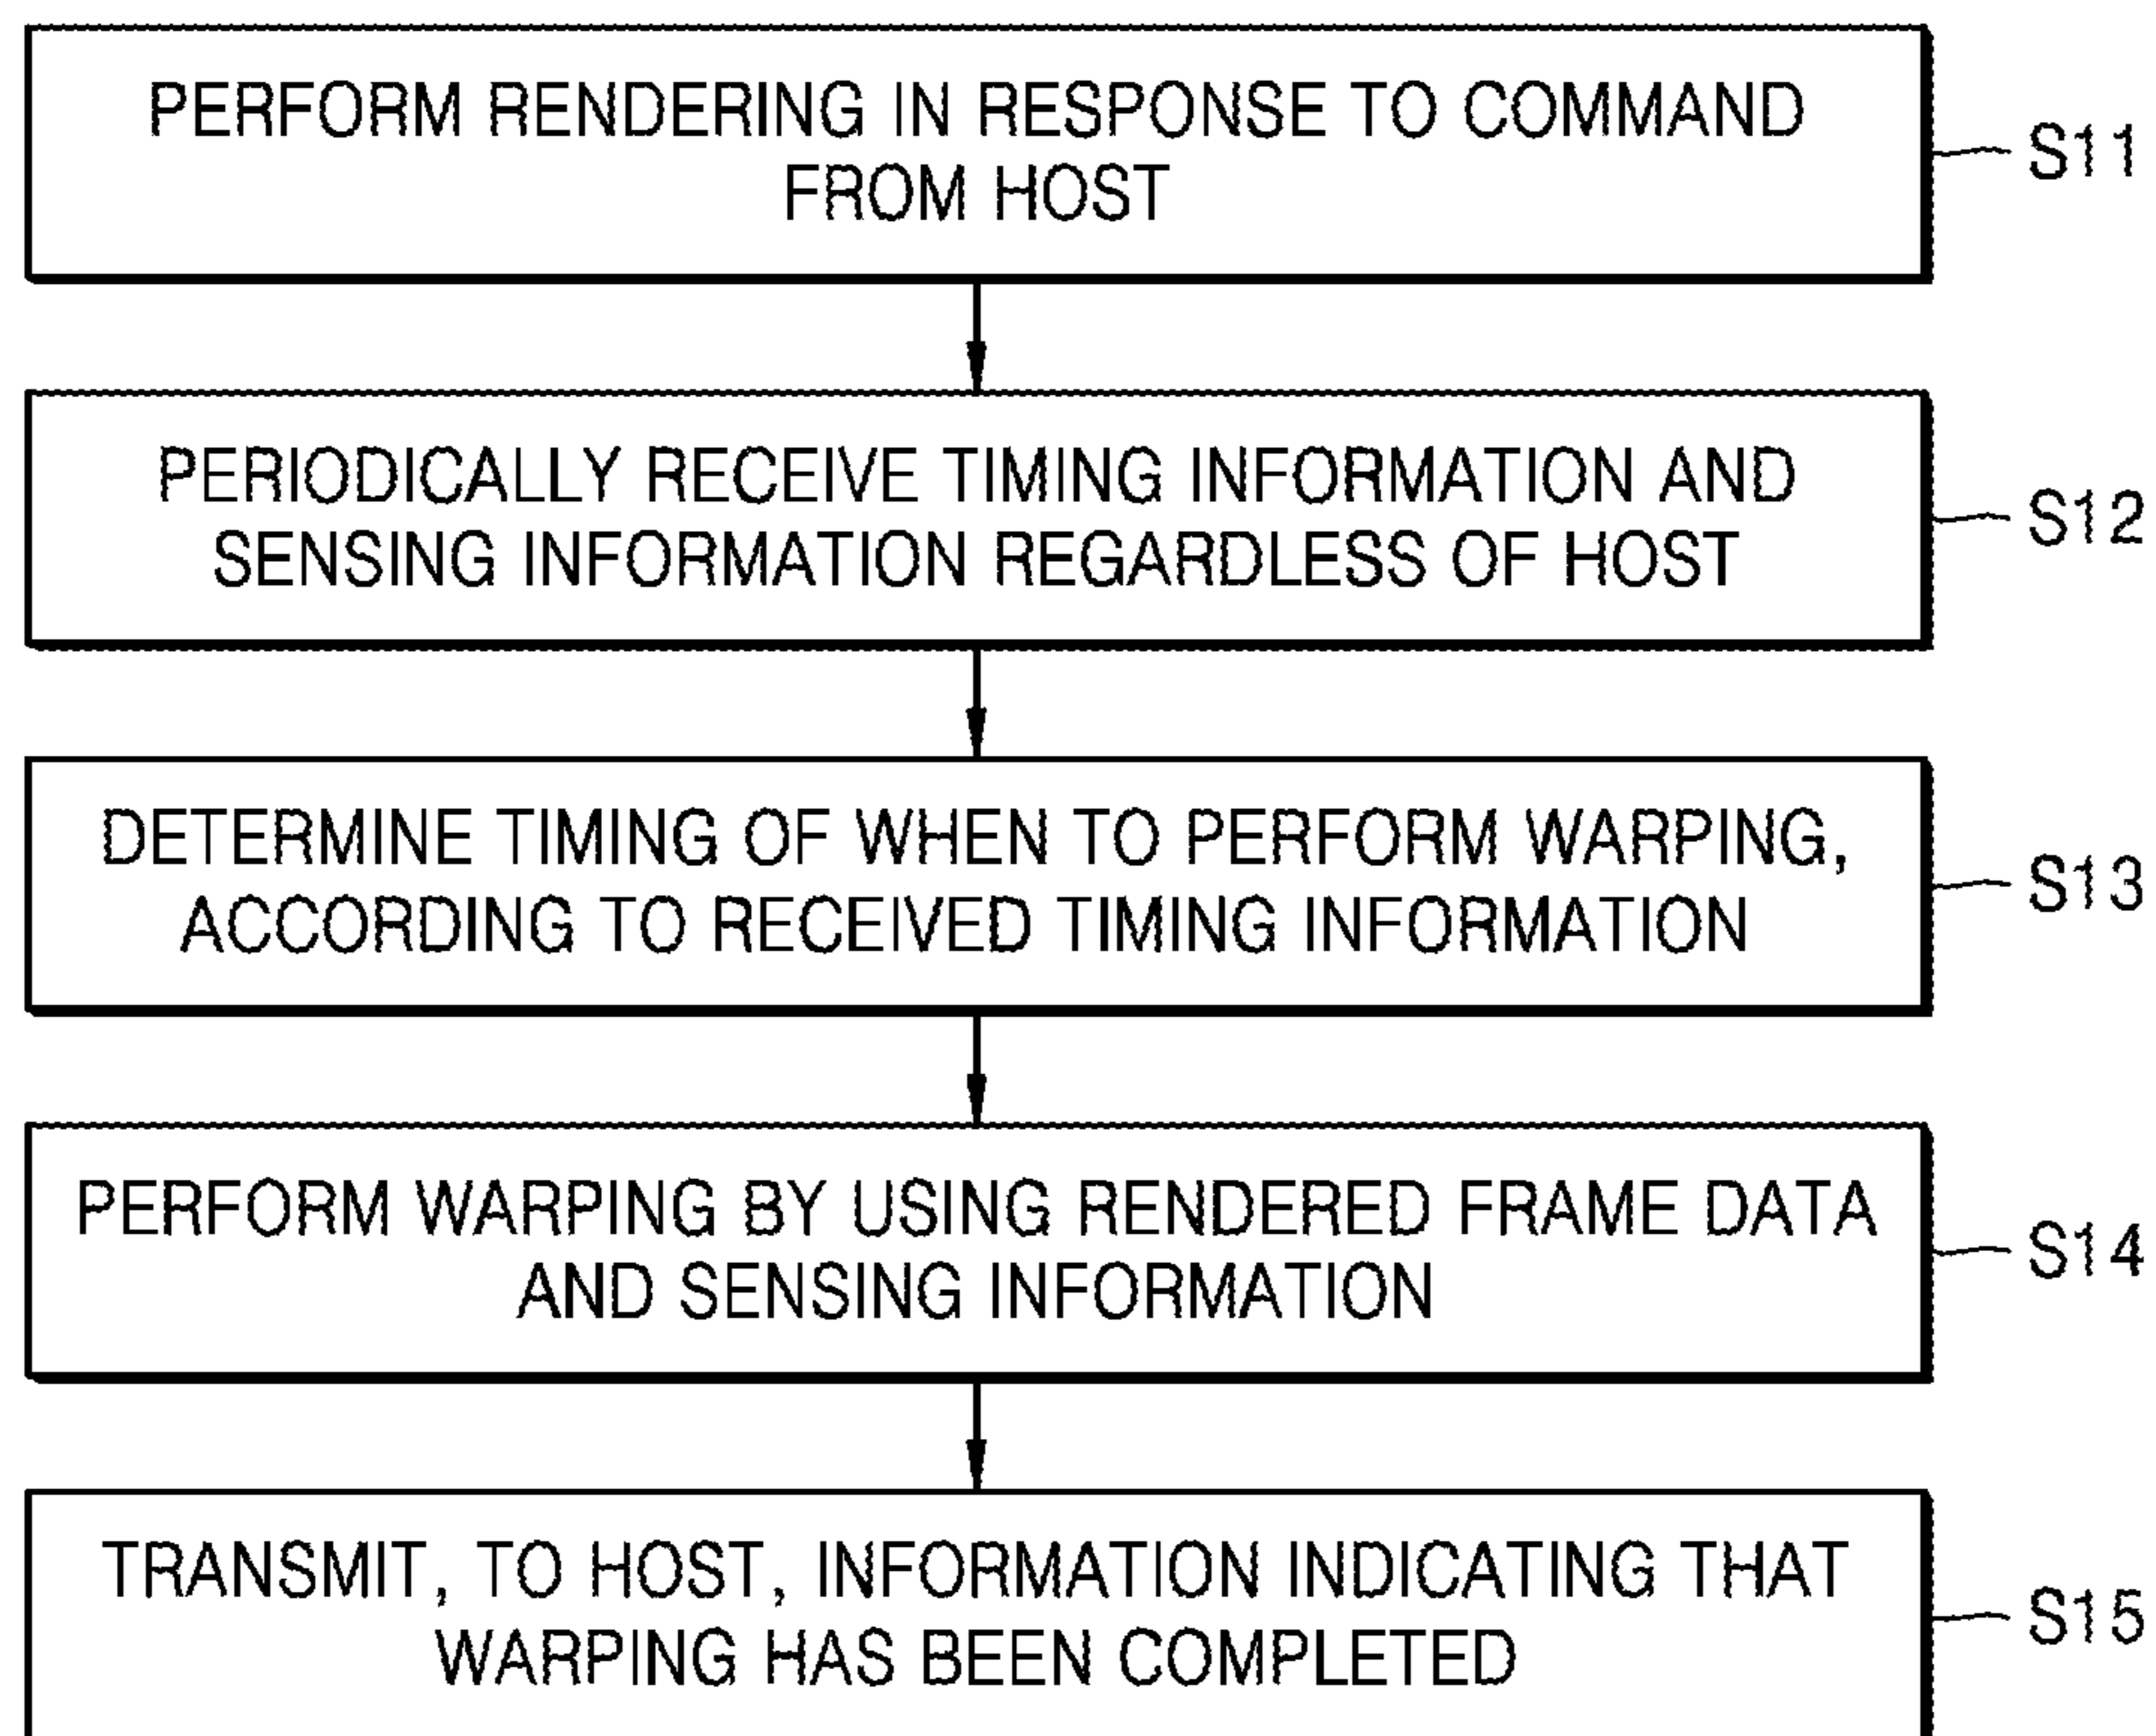 PERFORM RENDERING IN RESPONSE TO COMMAND
FROM HOST
S11
PERIODICALLY RECEIVE TIMING INFORMATION AND
SENSING INFORMATION REGARDLESS OF HOST
S12
DETERMINE TIMING OF WHEN TO PERFORM WARPING,
ACCORDING TO RECEIVED TIMING INFORMATION
S13
PERFORM WARPING BY USING RENDERED FRAME DATA
AND SENSING INFORMATION
S14
TRANSMIT, TO HOST, INFORMATION INDICATING THAT
WARPING HAS BEEN COMPLETED
S15